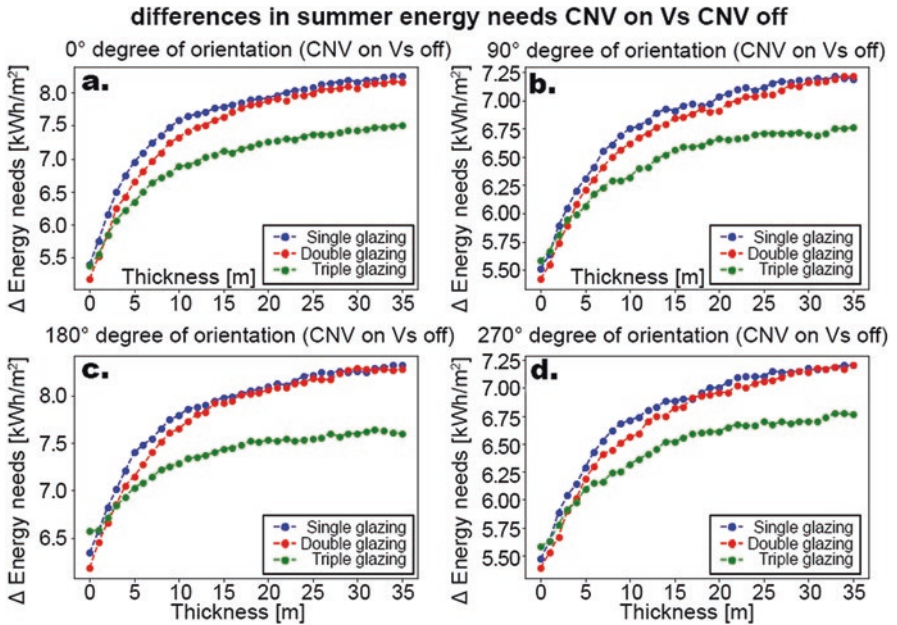 differences in summer energy needs CNV on Vs CNV off
0° degree of orientation (CNV on Vs off)
a.
Δ Energy needs [kWh/m²]
8.0
7.5
7.0
6.5
6.0
5.5
Single glazing
Double glazing
Triple glazing
Thickness [m]
0 5 10 15 20 25 30 35
90° degree of orientation (CNV on Vs off)
b.
Δ Energy needs [kWh/m²]
7.25
7.00
6.75
6.50
6.25
6.00
5.75
5.50
Single glazing
Double glazing
Triple glazing
Thickness [m]
0 5 10 15 20 25 30 35
180° degree of orientation (CNV on Vs off)
c.
Δ Energy needs [kWh/m²]
8.0
7.5
7.0
6.5
Single glazing
Double glazing
Triple glazing
0 5 10 15 20 25 30 35
Thickness [m]
270° degree of orientation (CNV on Vs off)
d.
Δ Energy needs [kWh/m²]
7.25
7.00
6.75
6.50
6.25
6.00
5.75
5.50
Single glazing
Double glazing
Triple glazing
0 5 10 15 20 25 30 35
Thickness [m]